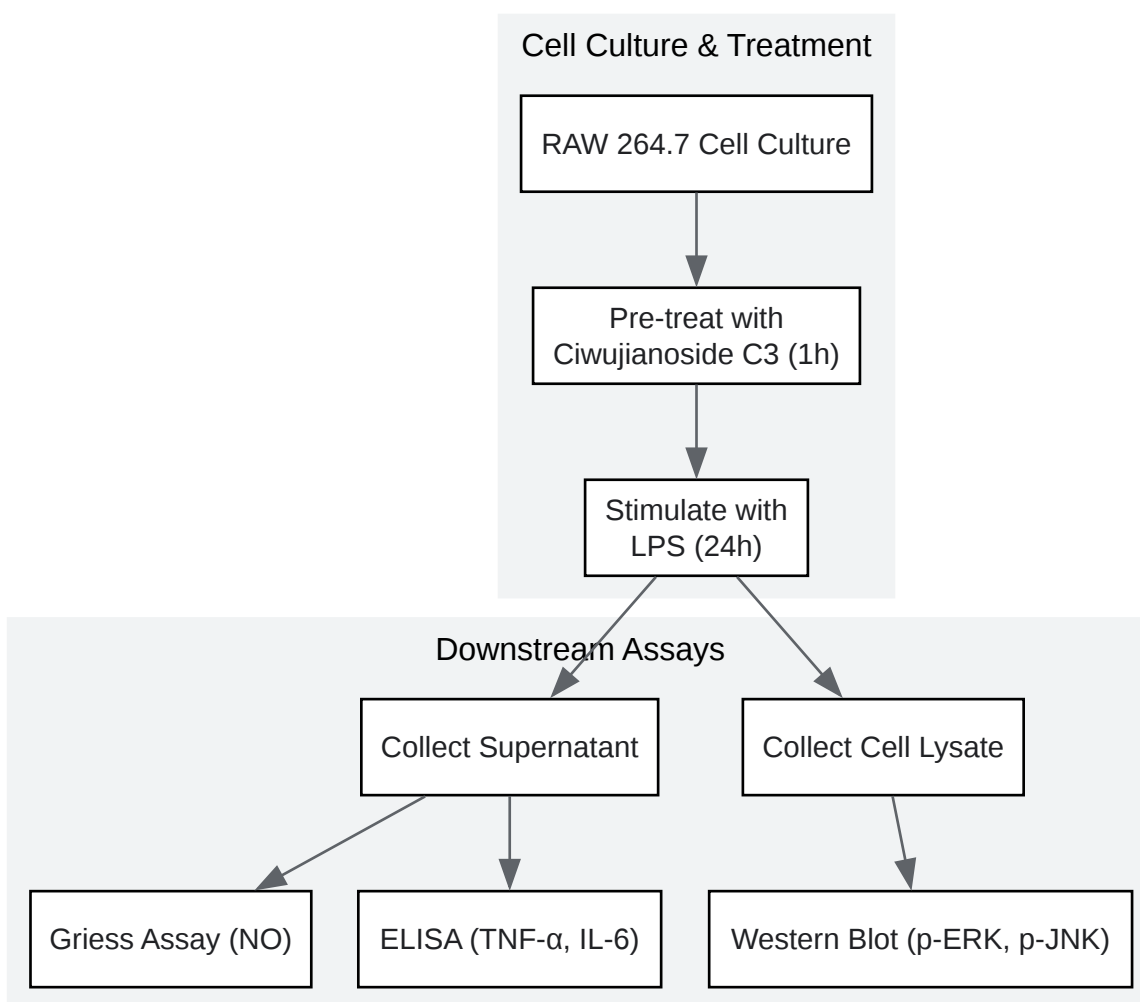 Cell Culture & Treatment
RAW 264.7 Cell Culture
Pre-treat with
Ciwujianoside C3 (1h)
Stimulate with
LPS (24h)
Downstream Assays
Collect Supernatant
Collect Cell Lysate
Griess Assay (NO)
ELISA (TNF-α, IL-6)
Western Blot (p-ERK, p-JNK)